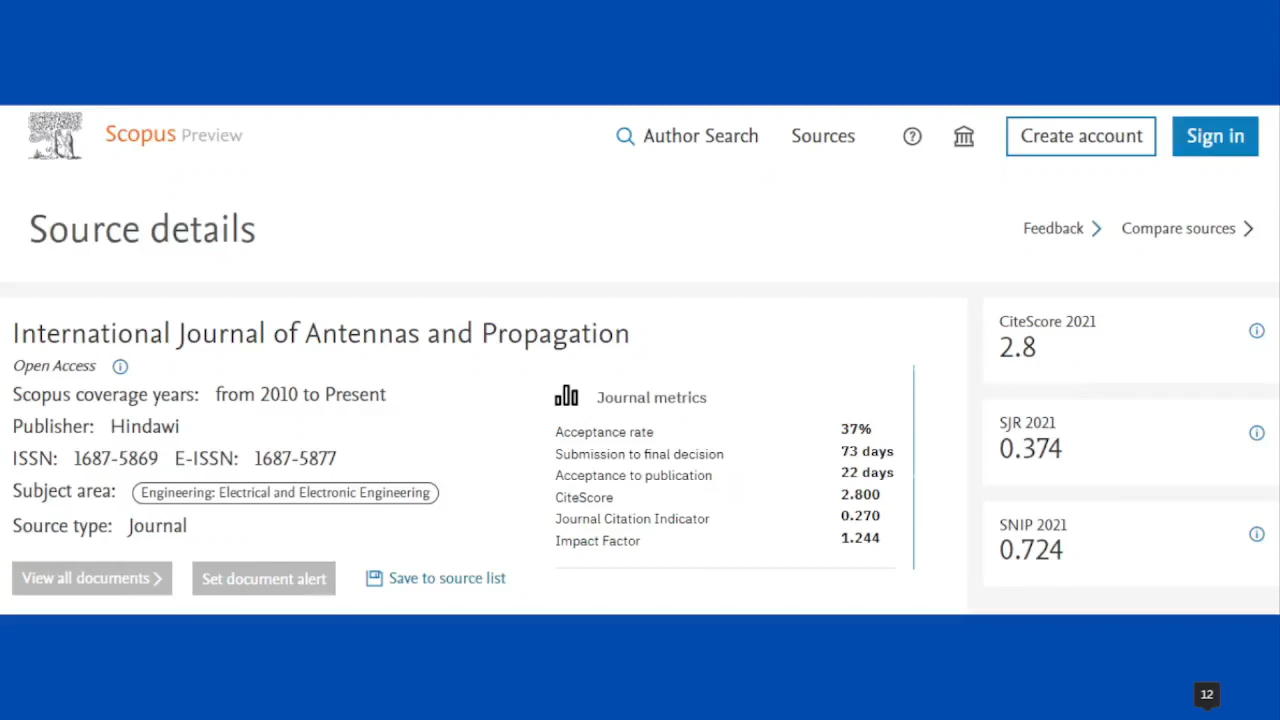 Scopus Preview
Author Search
Sources
Create account
Sign in
Source details
Feedback
Compare sources
International Journal of Antennas and Propagation
Open Access
Scopus coverage years: from 2010 to Present
Publisher: Hindawi
ISSN: 1687-5869 E-ISSN: 1687-5877
Subject area: Engineering: Electrical and Electronic Engineering
Source type: Journal
View all documents
Set document alert
Save to source list
Journal metrics
Acceptance rate 37%
Submission to final decision 73 days
Acceptance to publication 22 days
CiteScore 2.800
Journal Citation Indicator 0.270
Impact Factor 1.244
CiteScore 2021
2.8
SJR 2021
0.374
SNIP 2021
0.724
12